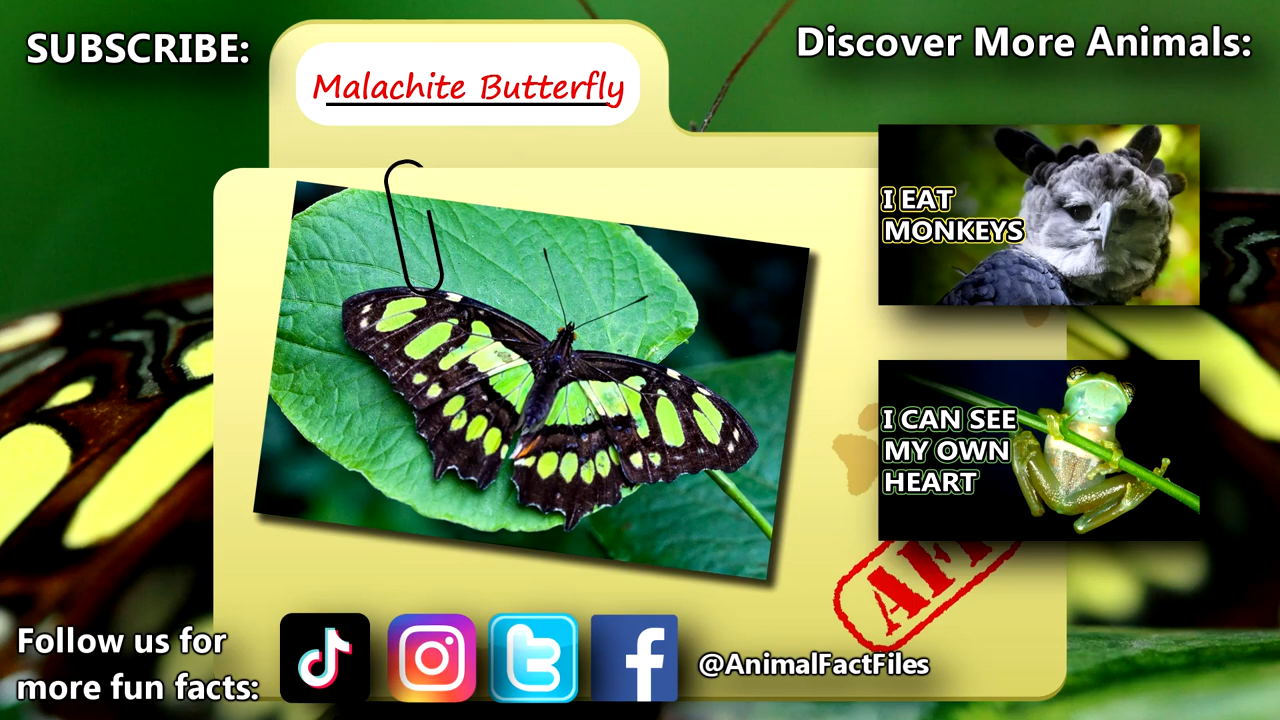 SUBSCRIBE:
Malachite Butterfly
Discover More Animals:
I EAT
MONKEYS
I CAN SEE
MY OWN
HEART
Follow us for
more fun facts:
@AnimalFactFiles